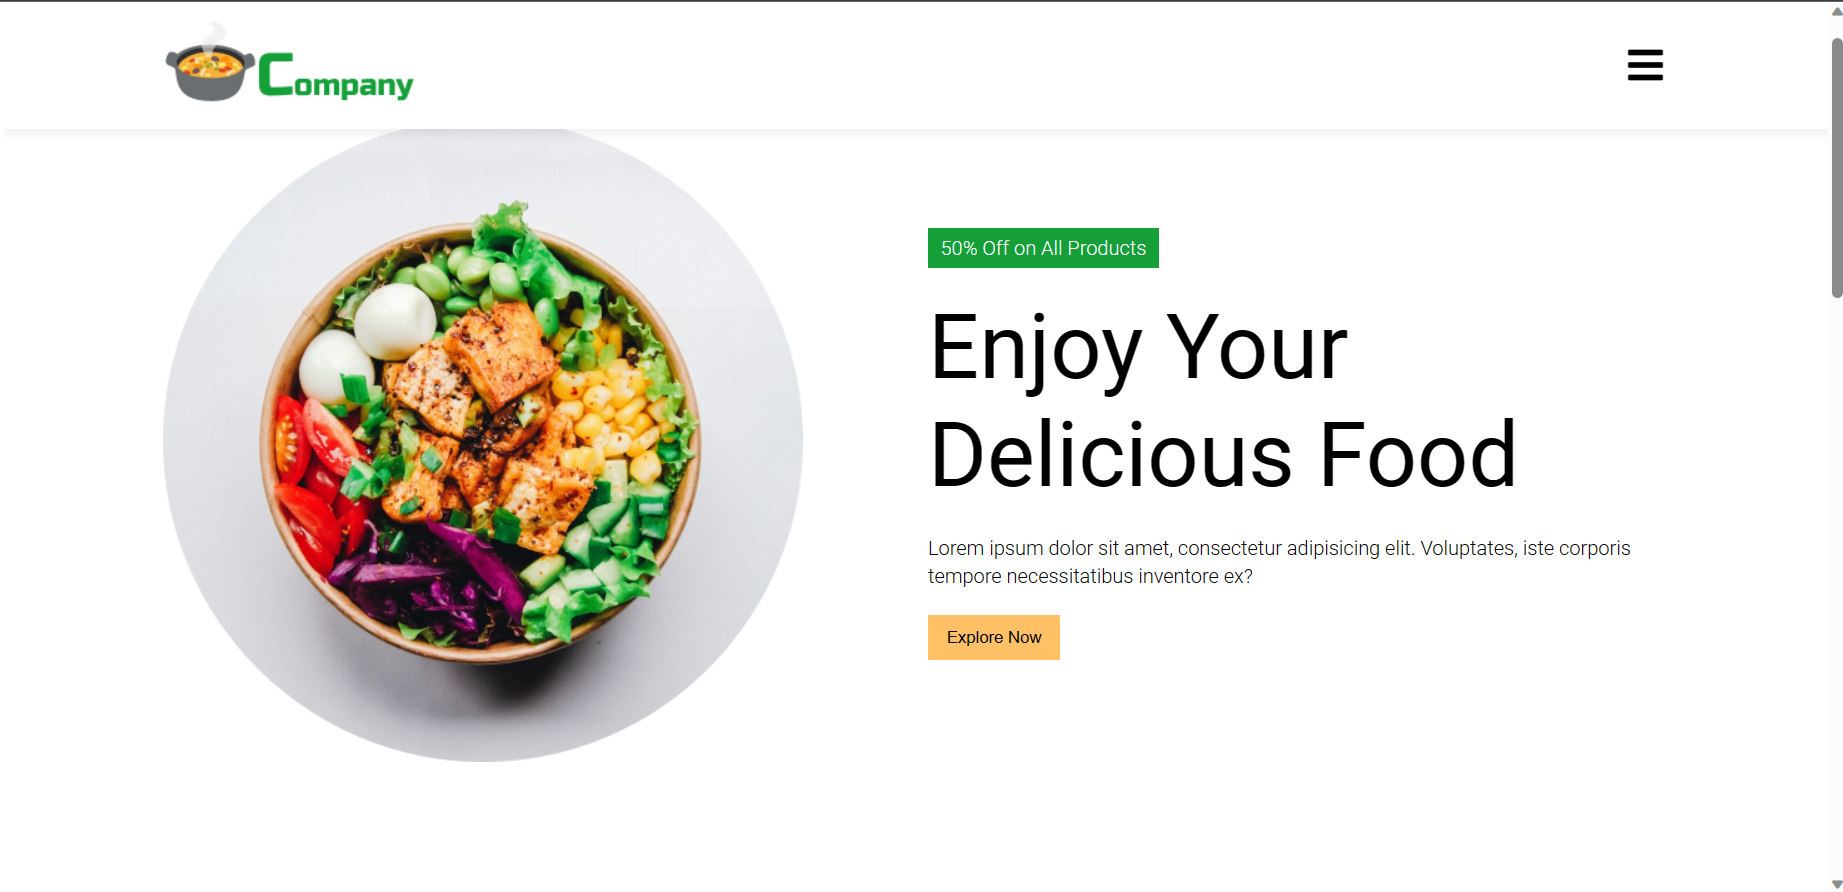 Company
50% Off on All Products
Enjoy Your
Delicious Food
Lorem ipsum dolor sit amet, consectetur adipisicing elit. Voluptates, iste corporis
tempore necessitatibus inventore ex?
Explore Now